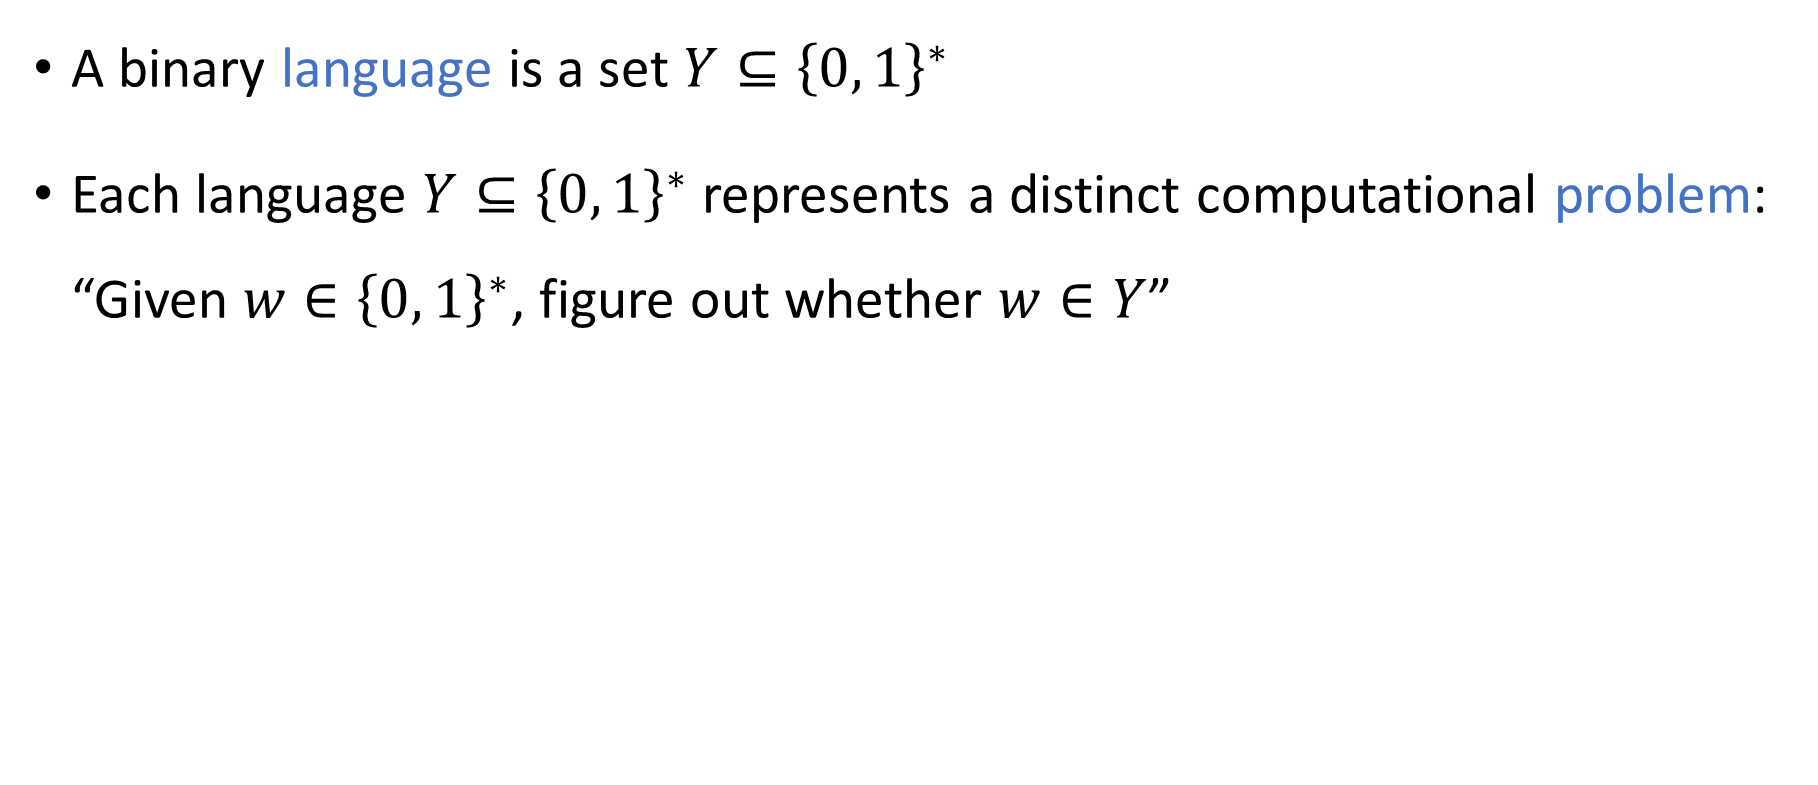 • A binary language is a set 𝑌 ⊆ {0, 1}*
• Each language 𝑌 ⊆ {0, 1}* represents a distinct computational problem:
“Given 𝑤 ∈ {0, 1}*, figure out whether 𝑤 ∈ 𝑌”